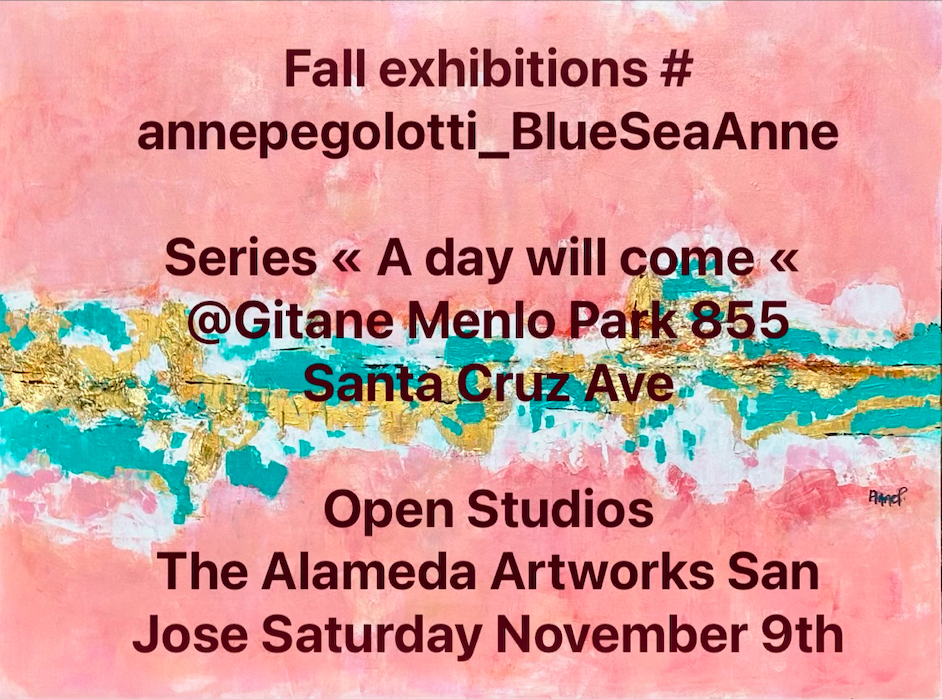 Fall exhibitions #
annepegolotti_BlueSeaAnne
Series « A day will come «
@Gitane Menlo Park 855
Santa Cruz Ave
Open Studios
The Alameda Artworks San
Jose Saturday November 9th